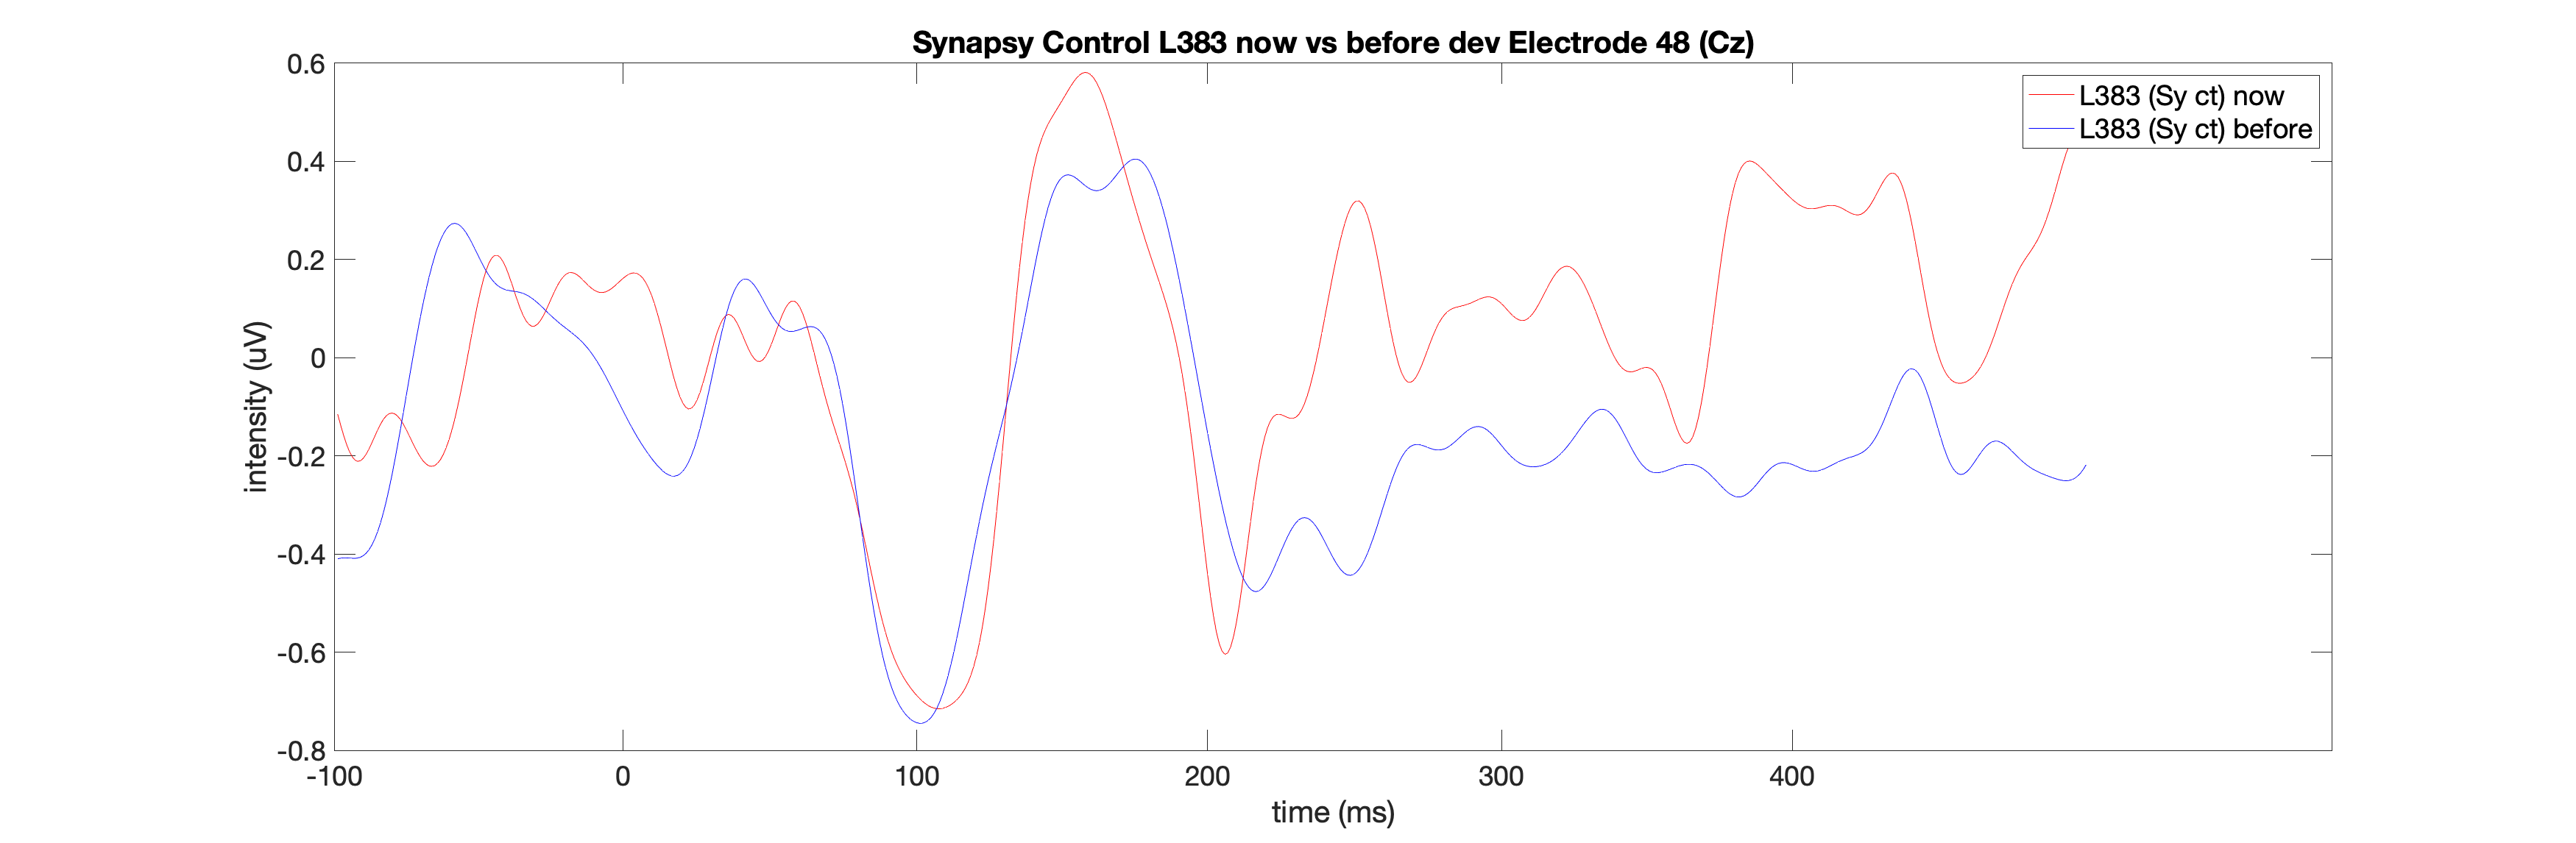 Synapsy Control L383 now vs before dev Electrode 48 (Cz)
L383 (Sy ct) now
L383 (Sy ct) before
intensity (uV)
0.6
0.4
0.2
0
-0.2
-0.4
-0.6
-0.8
-100 0 100 200 300 400
time (ms)